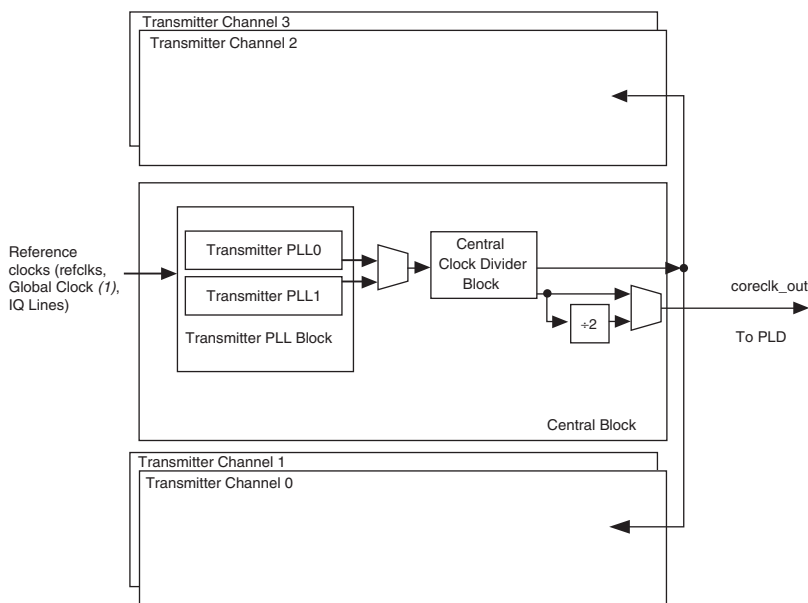 Transmitter Channel 3
Transmitter Channel 2
Reference
clocks (refclks,
Global Clock (1),
IQ Lines)
Transmitter PLL0
Transmitter PLL1
Transmitter PLL Block
Central
Clock Divider
Block
÷2
coreclk_out
To PLD
Central Block
Transmitter Channel 1
Transmitter Channel 0